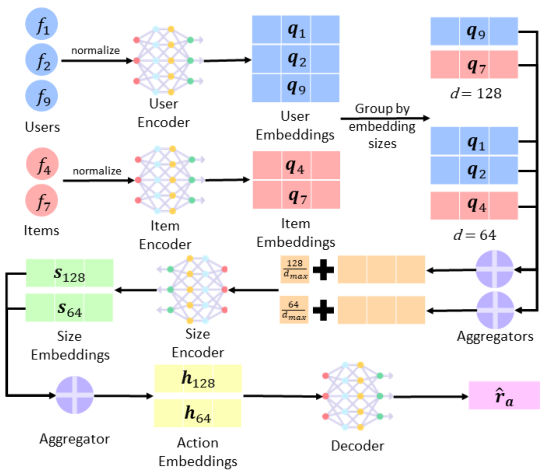 f1
f2
f9
Users
normalize
User
Encoder
q1
q2
q9
User
Embeddings
f4
f7
Items
normalize
Item
Encoder
q4
q7
Item
Embeddings
Group by
embedding
sizes
q9
q7
d = 128
q1
q2
q4
d = 64
Aggregators
128/dmax +
64/dmax +
Size
Encoder
s128
s64
Size
Embeddings
Aggregator
h128
h64
Action
Embeddings
Decoder
r̂a